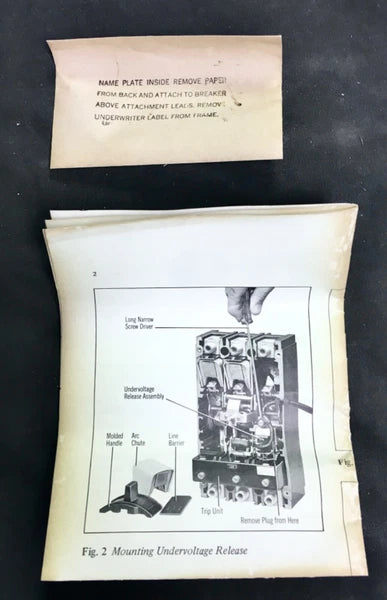 NAME PLATE INSIDE REMOVE PAPER
FROM BACK AND ATTACH TO BREAKER
ABOVE ATTACHMENT LEADS. REMOVE
UNDERWRITER LABEL FROM FRAME.
2
Long Narrow
Screw Driver
Undervoltage
Release Assembly
Molded
Handle
Arc
Chute
Line
Barrier
Trip Unit
Remove Plug from Here
Fig. 2 Mounting Undervoltage Release
Fig.